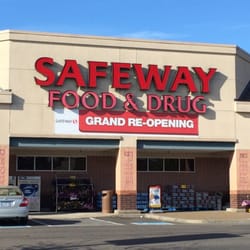 SAFEWAY
FOOD & DRUG
GRAND RE-OPENING